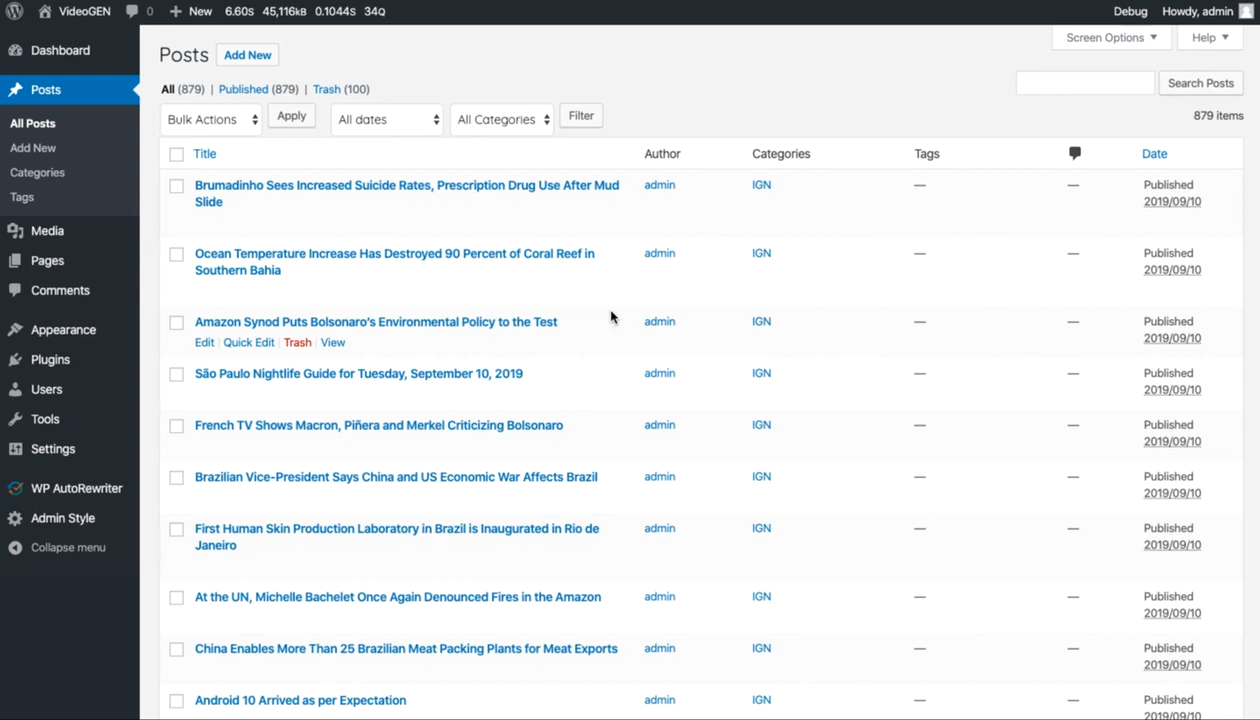 VideoGEN 0 New 6.60S 45,116kB 0.1044S 34Q Debug Howdy, admin
Dashboard
Posts
All Posts
Add New
Categories
Tags
Media
Pages
Comments
Appearance
Plugins
Users
Tools
Settings
WP AutoRewriter
Admin Style
Collapse menu
Screen Options Help
Posts Add New
All (879) | Published (879) | Trash (100)
Search Posts
Bulk Actions Apply All dates All Categories Filter
879 items
Title Author Categories Tags Date
Brumadinho Sees Increased Suicide Rates, Prescription Drug Use After Mud admin IGN — — Published
Slide 2019/09/10
Ocean Temperature Increase Has Destroyed 90 Percent of Coral Reef in admin IGN — — Published
Southern Bahia 2019/09/10
Amazon Synod Puts Bolsonaro's Environmental Policy to the Test admin IGN — — Published
Edit | Quick Edit | Trash | View 2019/09/10
São Paulo Nightlife Guide for Tuesday, September 10, 2019 admin IGN — — Published
2019/09/10
French TV Shows Macron, Piñera and Merkel Criticizing Bolsonaro admin IGN — — Published
2019/09/10
Brazilian Vice-President Says China and US Economic War Affects Brazil admin IGN — — Published
2019/09/10
First Human Skin Production Laboratory in Brazil is Inaugurated in Rio de admin IGN — — Published
Janeiro 2019/09/10
At the UN, Michelle Bachelet Once Again Denounced Fires in the Amazon admin IGN — — Published
2019/09/10
China Enables More Than 25 Brazilian Meat Packing Plants for Meat Exports admin IGN — — Published
2019/09/10
Android 10 Arrived as per Expectation admin IGN — — Published
2019/09/10